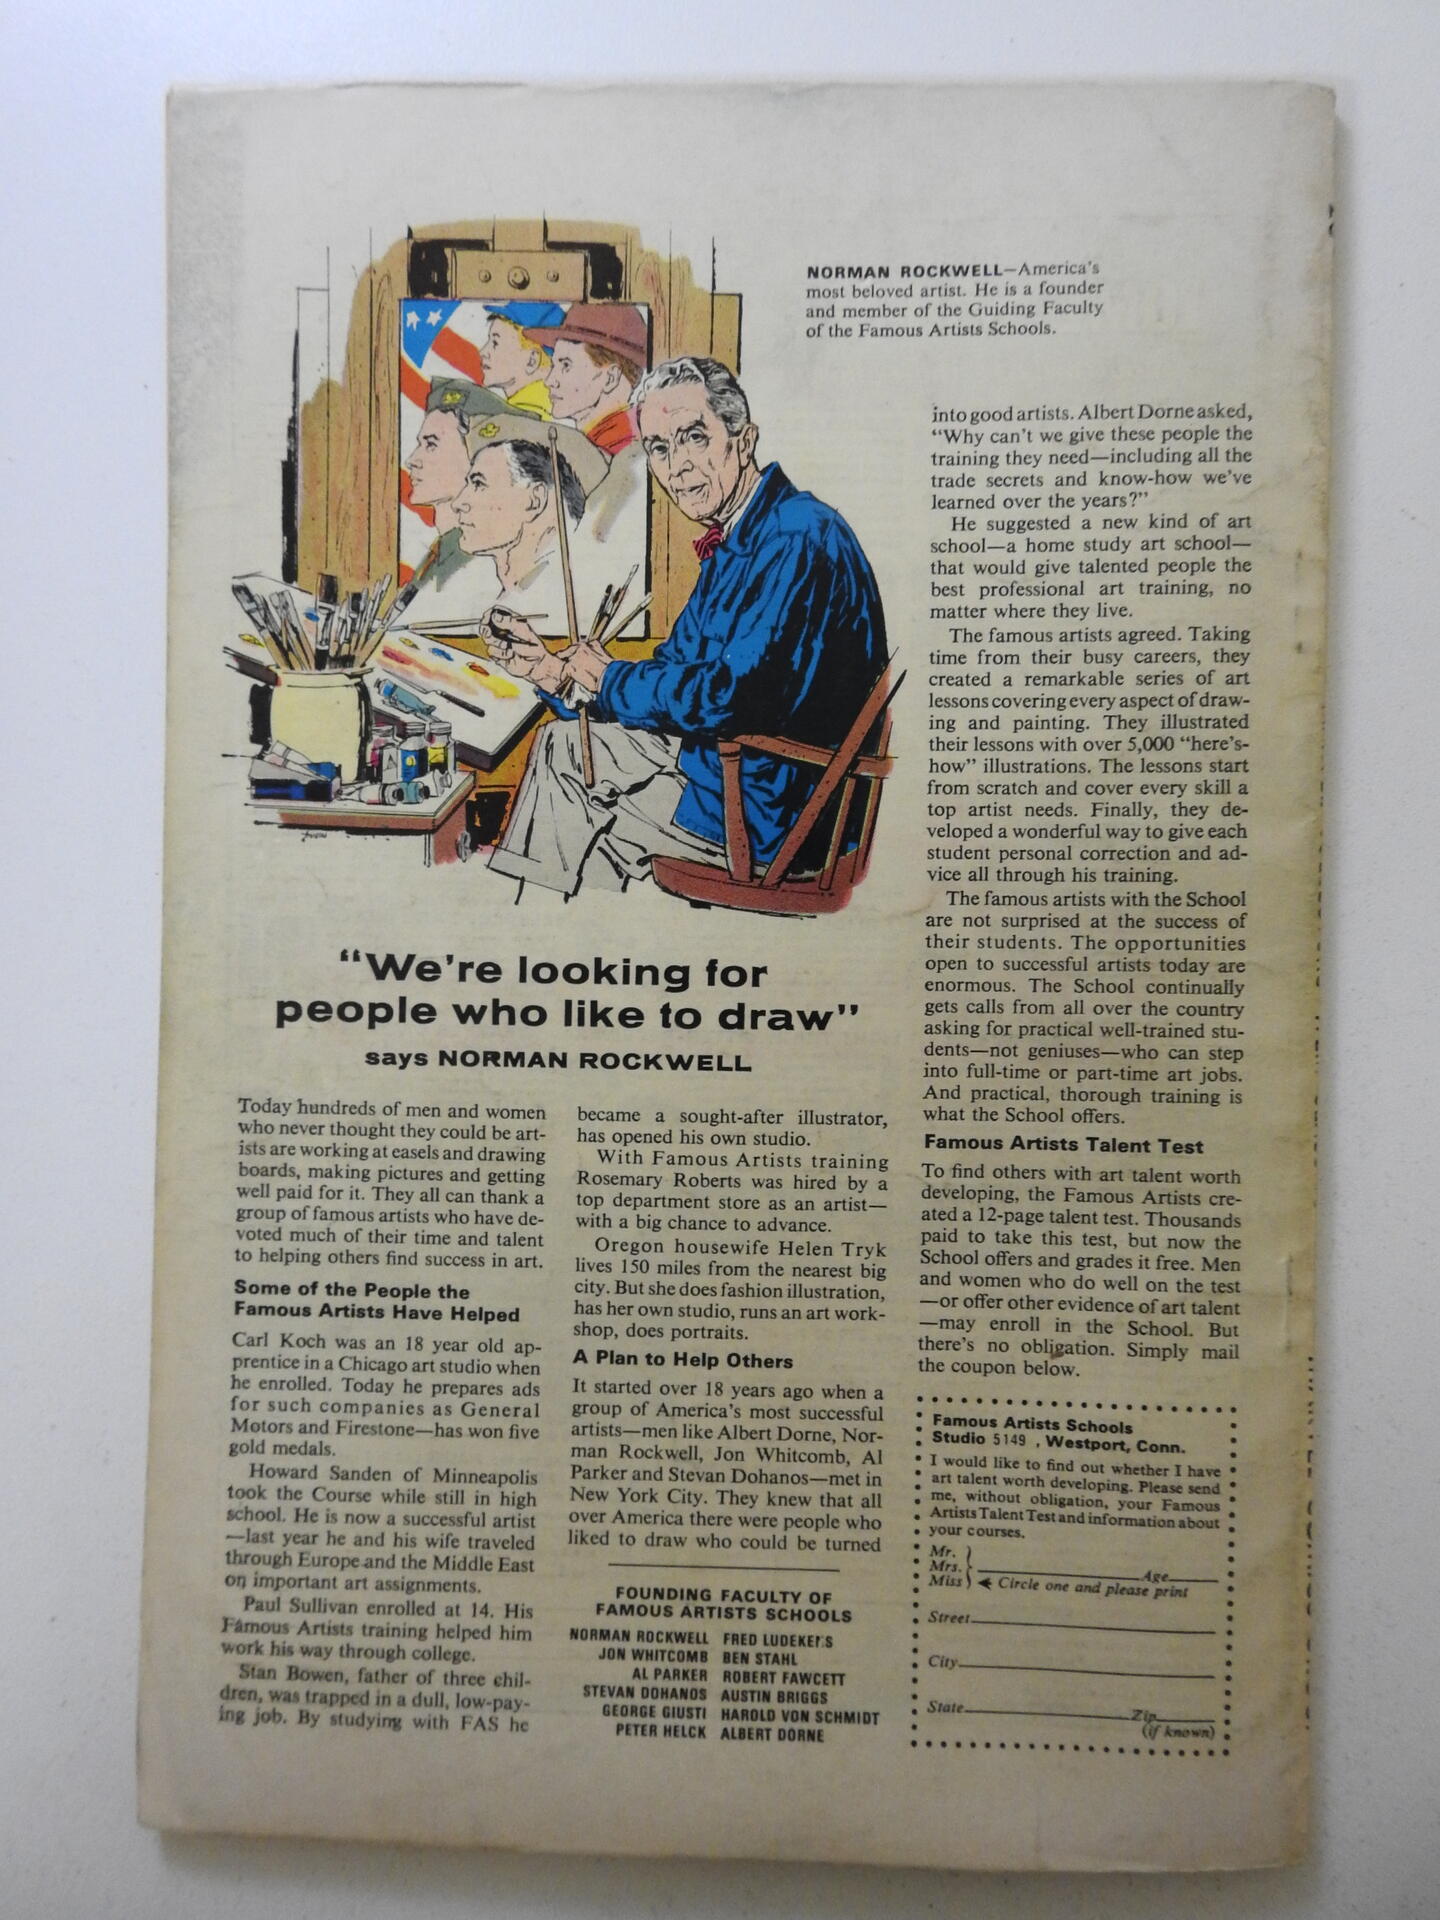 NORMAN ROCKWELL—America's
most beloved artist. He is a founder
and member of the Guiding Faculty
of the Famous Artists Schools.
“We're looking for
people who like to draw”
says NORMAN ROCKWELL
Today hundreds of men and women
who never thought they could be art-
ists are working at easels and drawing
boards, making pictures and getting
well paid for it. They all can thank a
group of famous artists who have de-
voted much of their time and talent
to helping others find success in art.
Some of the People the
Famous Artists Have Helped
Carl Koch was an 18 year old ap-
prentice in a Chicago art studio when
he enrolled. Today he prepares ads
for such companies as General
Motors and Firestone—has won five
gold medals.
Howard Sanden of Minneapolis
took the Course while still in high
school. He is now a successful artist
—last year he and his wife traveled
through Europe and the Middle East
on important art assignments.
Paul Sullivan enrolled at 14. His
Famous Artists training helped him
work his way through college.
Stan Bowen, father of three chil-
dren, was trapped in a dull, low-pay-
ing job. By studying with FAS he
became a sought-after illustrator,
has opened his own studio.
With Famous Artists training
Rosemary Roberts was hired by a
top department store as an artist—
with a big chance to advance.
Oregon housewife Helen Tryk
lives 150 miles from the nearest big
city. But she does fashion illustration,
has her own studio, runs an art work-
shop, does portraits.
A Plan to Help Others
It started over 18 years ago when a
group of America's most successful
artists—men like Albert Dorne, Nor-
man Rockwell, Jon Whitcomb, Al
Parker and Stevan Dohanos—met in
New York City. They knew that all
over America there were people who
liked to draw who could be turned
into good artists. Albert Dorne asked,
“Why can't we give these people the
training they need—including all the
trade secrets and know-how we've
learned over the years?”
He suggested a new kind of art
school—a home study art school—
that would give talented people the
best professional art training, no
matter where they live.
The famous artists agreed. Taking
time from their busy careers, they
created a remarkable series of art
lessons covering every aspect of draw-
ing and painting. They illustrated
their lessons with over 5,000 “here's-
how” illustrations. The lessons start
from scratch and cover every skill a
top artist needs. Finally, they de-
veloped a wonderful way to give each
student personal correction and ad-
vice all through his training.
The famous artists with the School
are not surprised at the success of
their students. The opportunities
open to successful artists today are
enormous. The School continually
gets calls from all over the country
asking for practical well-trained stu-
dents—not geniuses—who can step
into full-time or part-time art jobs.
And practical, thorough training is
what the School offers.
Famous Artists Talent Test
To find others with art talent worth
developing, the Famous Artists cre-
ated a 12-page talent test. Thousands
paid to take this test, but now the
School offers and grades it free. Men
and women who do well on the test
—or offer other evidence of art talent
—may enroll in the School. But
there's no obligation. Simply mail
the coupon below.
FOUNDING FACULTY OF
FAMOUS ARTISTS SCHOOLS
NORMAN ROCKWELL FRED LUDEKENS
JON WHITCOMB BEN STAHL
AL PARKER ROBERT FAWCETT
STEVAN DOHANOS AUSTIN BRIGGS
GEORGE GIUSTI HAROLD VON SCHMIDT
PETER HELCK ALBERT DORNE
Famous Artists Schools
Studio 5149 , Westport, Conn.
I would like to find out whether I have
art talent worth developing. Please send
me, without obligation, your Famous
Artists Talent Test and information about
your courses.
Mr.
Mrs. Age
Miss Circle one and please print
Street
City
State Zip
(if known)